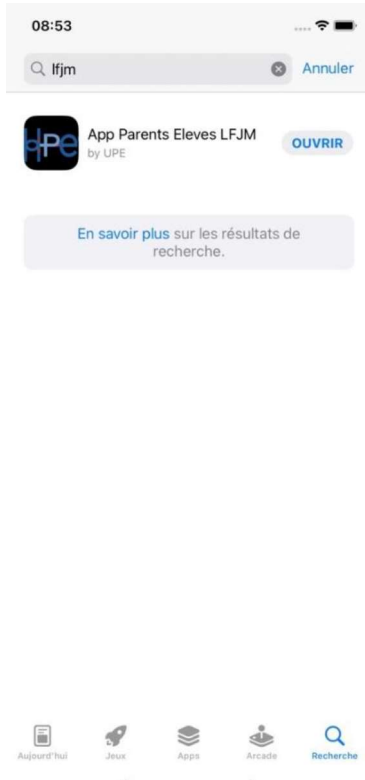 08:53
lfjm
Annuler
UPE
App Parents Eleves LFJM
by UPE
OUVRIR
En savoir plus sur les résultats de
recherche.
Aujourd'hui
Jeux
Apps
Arcade
Recherche